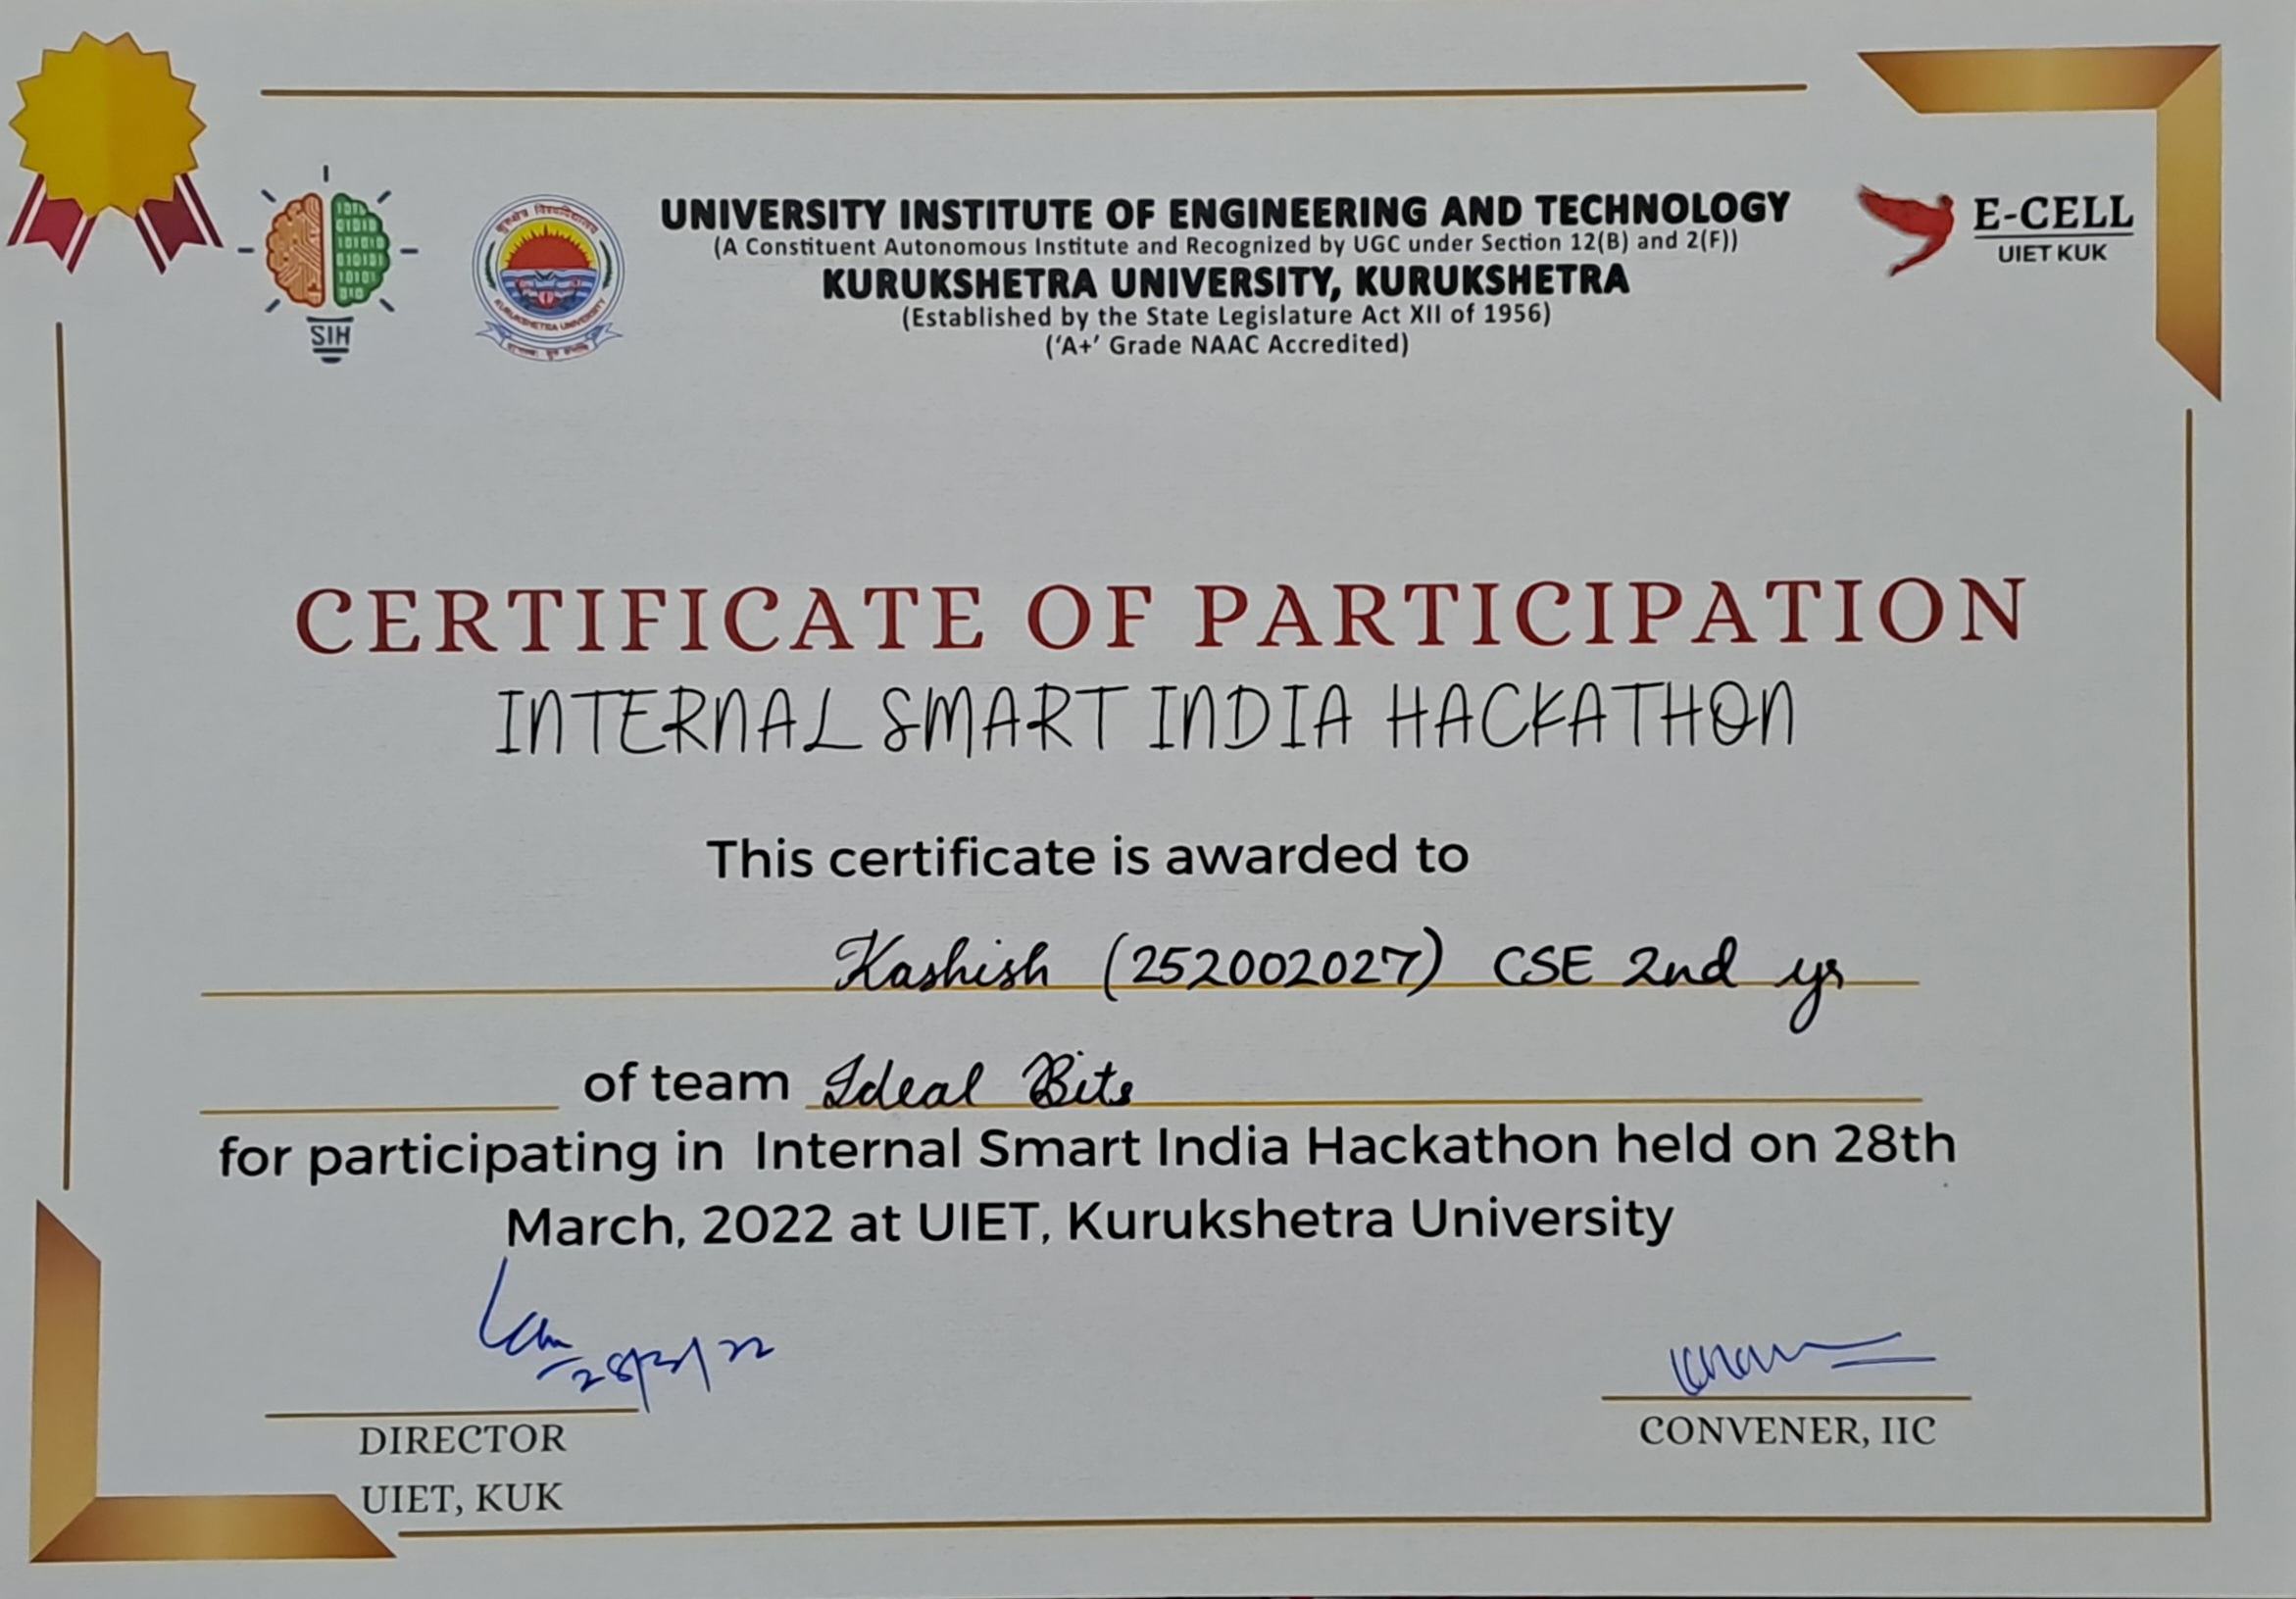 UNIVERSITY INSTITUTE OF ENGINEERING AND TECHNOLOGY
(A Constituent Autonomous Institute and Recognized by UGC under Section 12(B) and 2(F))
KURUKSHETRA UNIVERSITY, KURUKSHETRA
(Established by the State Legislature Act XII of 1956)
('A+' Grade NAAC Accredited)
SIH
कुरुक्षेत्र विश्वविद्यालय
KURUKSHETRA UNIVERSITY
E-CELL
UIET KUK
CERTIFICATE OF PARTICIPATION
INTERNAL SMART INDIA HACKATHON
This certificate is awarded to
Kashish (252002027) CSE 2nd yr
of team Ideal Bits
for participating in Internal Smart India Hackathon held on 28th
March, 2022 at UIET, Kurukshetra University
28/3/22
DIRECTOR
UIET, KUK
CONVENER, IIC